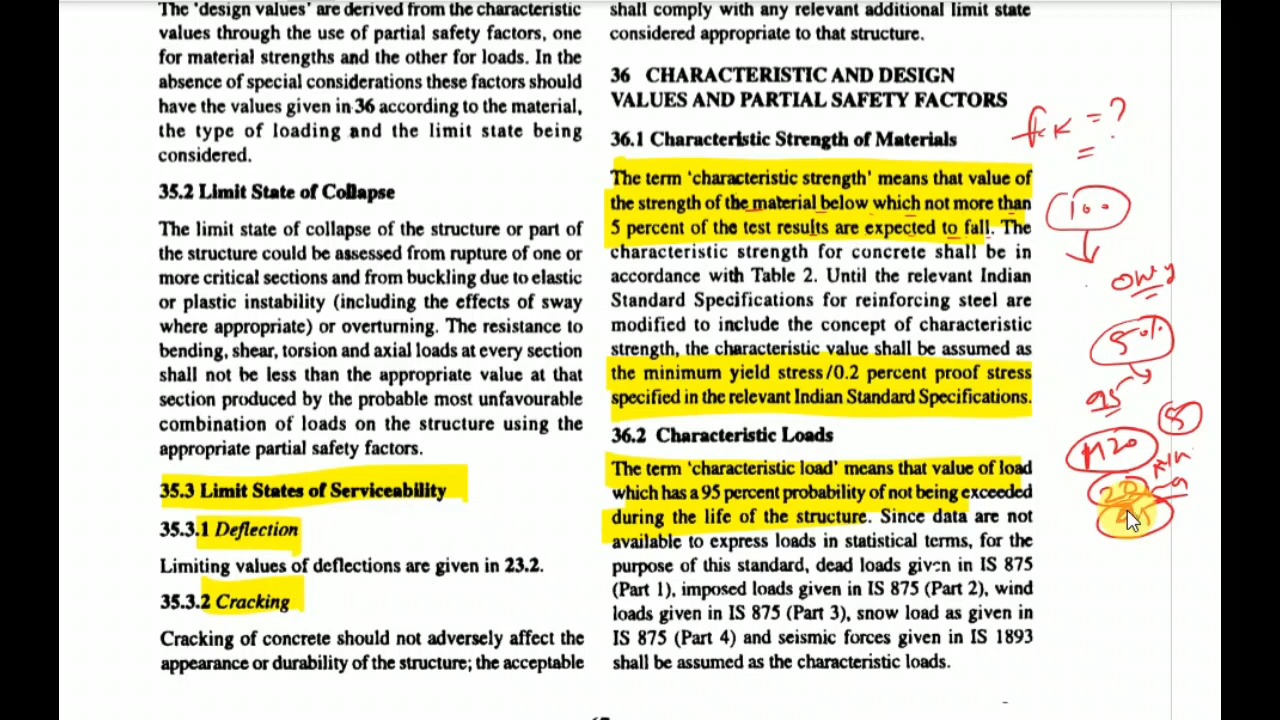 The 'design values' are derived from the characteristic
values through the use of partial safety factors, one
for material strengths and the other for loads. In the
absence of special considerations these factors should
have the values given in 36 according to the material,
the type of loading and the limit state being
considered.
35.2 Limit State of Collapse
The limit state of collapse of the structure or part of
the structure could be assessed from rupture of one or
more critical sections and from buckling due to elastic
or plastic instability (including the effects of sway
where appropriate) or overturning. The resistance to
bending, shear, torsion and axial loads at every section
shall not be less than the appropriate value at that
section produced by the probable most unfavourable
combination of loads on the structure using the
appropriate partial safety factors.
35.3 Limit States of Serviceability
35.3.1 Deflection
Limiting values of deflections are given in 23.2.
35.3.2 Cracking
Cracking of concrete should not adversely affect the
appearance or durability of the structure; the acceptable
shall comply with any relevant additional limit state
considered appropriate to that structure.
36 CHARACTERISTIC AND DESIGN
VALUES AND PARTIAL SAFETY FACTORS
36.1 Characteristic Strength of Materials
The term 'characteristic strength' means that value of
the strength of the material below which not more than
5 percent of the test results are expected to fall. The
characteristic strength for concrete shall be in
accordance with Table 2. Until the relevant Indian
Standard Specifications for reinforcing steel are
modified to include the concept of characteristic
strength, the characteristic value shall be assumed as
the minimum yield stress/0.2 percent proof stress
specified in the relevant Indian Standard Specifications.
36.2 Characteristic Loads
The term 'characteristic load' means that value of load
which has a 95 percent probability of not being exceeded
during the life of the structure. Since data are not
available to express loads in statistical terms, for the
purpose of this standard, dead loads given in IS 875
(Part 1), imposed loads given in IS 875 (Part 2), wind
loads given in IS 875 (Part 3), snow load as given in
IS 875 (Part 4) and seismic forces given in IS 1893
shall be assumed as the characteristic loads.
fck = ?
100
only
5%
95
5
M20
20